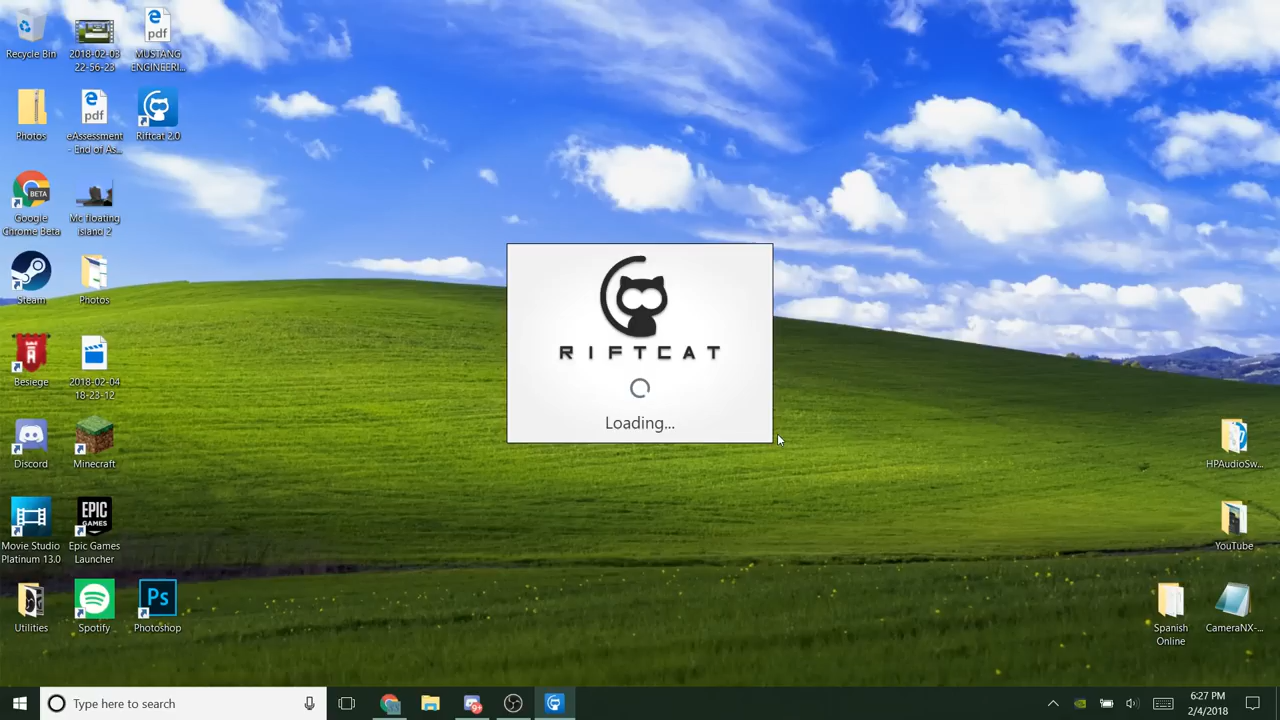 Recycle Bin
2018-02-03
22-56-23
pdf
MUSTANG
ENGINEERI...
Photos
pdf
eAssessment
- End of As...
Riftcat 2.0
BETA
Google
Chrome Beta
Mc floating
island 2
Steam
Photos
Besiege
2018-02-04
18-23-12
Discord
Minecraft
Movie Studio
Platinum 13.0
EPIC
GAMES
Epic Games
Launcher
Utilities
Spotify
Ps
Photoshop
RIFTCAT
Loading...
HPAudioSw...
YouTube
Spanish
Online
CameraNX-...
Type here to search
6:27 PM
2/4/2018